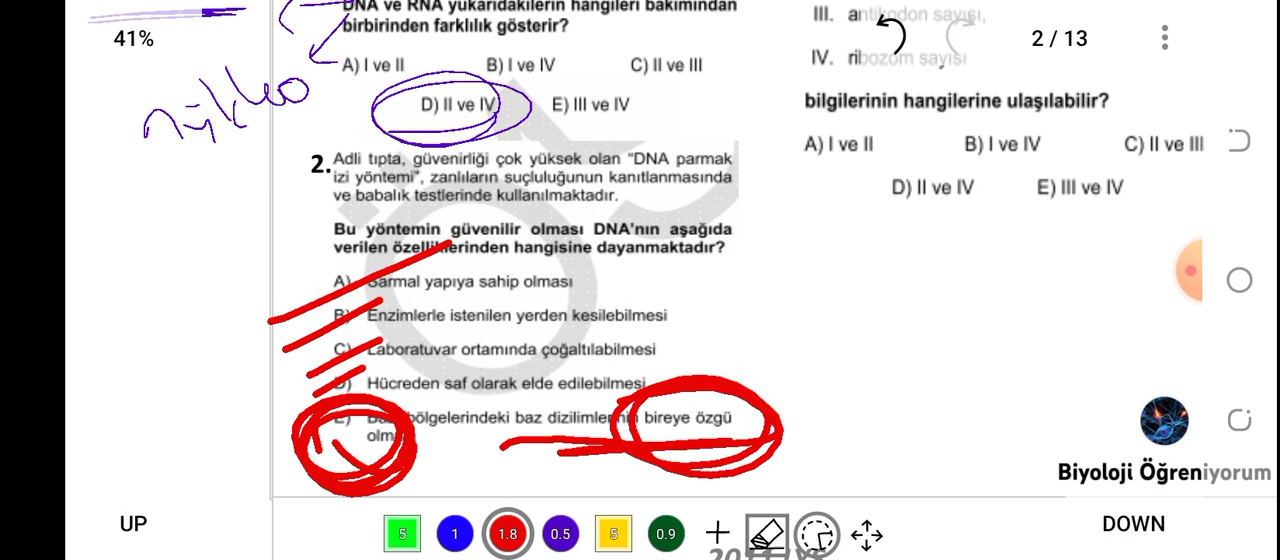 41%
nükleo
DNA ve RNA yukarıdakilerin hangileri bakımından
birbirinden farklılık gösterir?
A) I ve II B) I ve IV C) II ve III
D) II ve IV E) III ve IV
2. Adli tıpta, güvenirliği çok yüksek olan “DNA parmak
izi yöntemi”, zanlıların suçluluğunun kanıtlanmasında
ve babalık testlerinde kullanılmaktadır.
Bu yöntemin güvenilir olması DNA’nın aşağıda
verilen özelliklerinden hangisine dayanmaktadır?
A) Sarmal yapıya sahip olması
B) Enzimlerle istenilen yerden kesilebilmesi
C) Laboratuvar ortamında çoğaltılabilmesi
D) Hücreden saf olarak elde edilebilmesi
E) Bazı bölgelerindeki baz dizilimlerinin bireye özgü
III. antikodon sayısı,
IV. ribozom sayısı
2 / 13
bilgilerinin hangilerine ulaşılabilir?
A) I ve II B) I ve IV C) II ve III
D) II ve IV E) III ve IV
Biyoloji Öğreniyorum
UP
5 1 1.8 0.5 5 0.9
DOWN